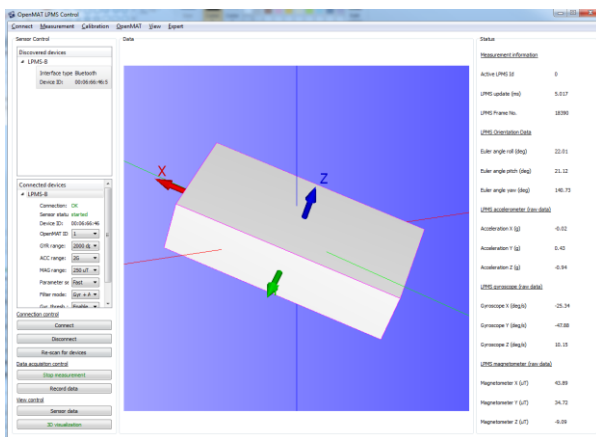 OpenMAT LPMS Control
Connect Measurement Calibration OpenMAT View Expert
Sensor Control
Discovered devices
LPMS-B
Interface type Bluetooth
Device ID: 00:06:66:46:5
Connected devices
LPMS-B
Connection: OK
Sensor statu started
Device ID: 00:06:66:46
OpenMAT ID 1
GYR range:
ACC range: 2G
MAG range: 250 uT
Parameter se Fast
Filter mode:
Connection control
Connect
Disconnect
Re-scan for devices
Data acquisition control
Stop measurement
Record data
View control
Sensor data
3D visualisation
Data
X
Z
Status
Measurement information
Active LPMS Id 0
LPMS update (ms) 5.017
LPMS Frame No. 18390
LPMS Orientation Data
Euler angle roll (deg) 22.01
Euler angle pitch (deg) 21.12
Euler angle yaw (deg) 140.73
LPMS accelerometer (raw data)
Acceleration X (g) -0.02
Acceleration Y (g) 0.45
Acceleration Z (g) -0.94
LPMS gyroscope (raw data)
Gyroscope X (deg/s) -25.34
Gyroscope Y (deg/s) -47.88
Gyroscope Z (deg/s) 10.15
LPMS magnetometer (raw data)
Magnetometer X (uT) 43.89
Magnetometer Y (uT) 34.72
Magnetometer Z (uT)